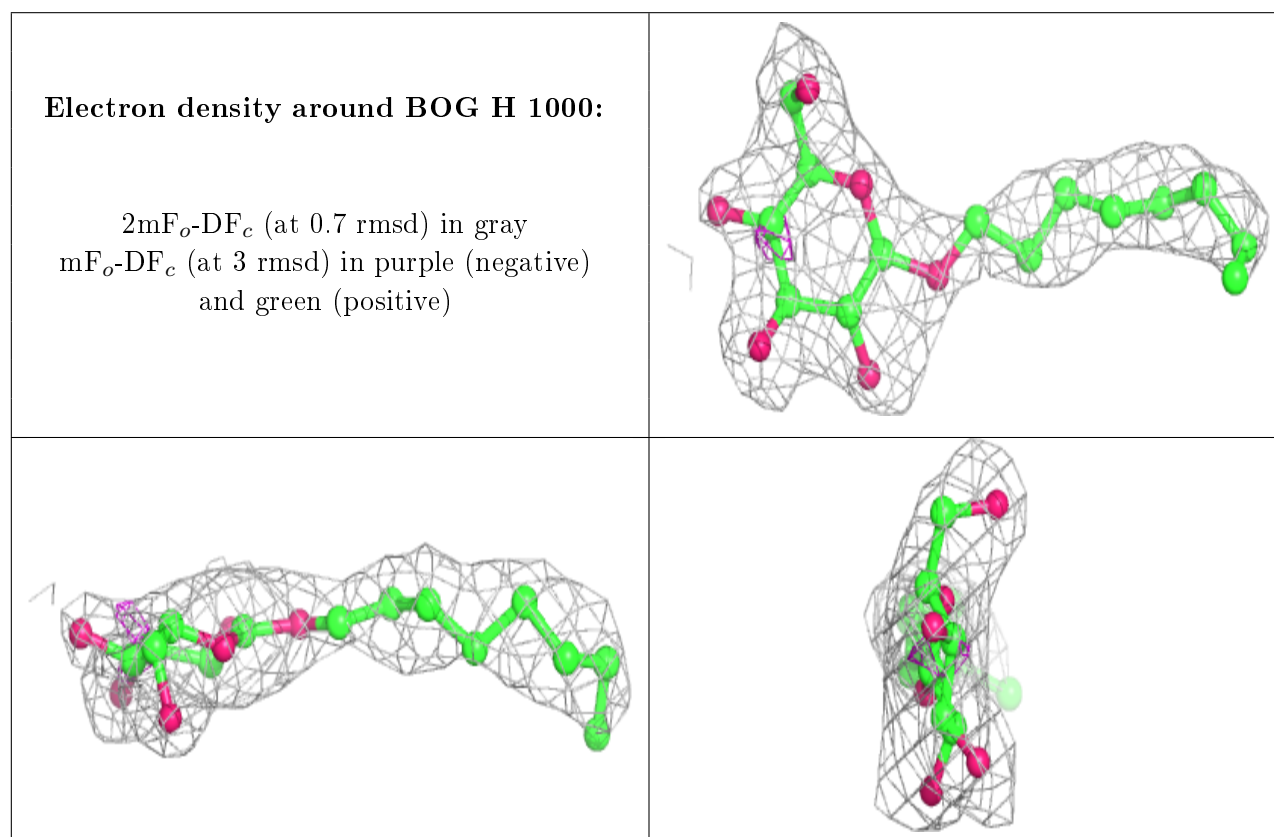 Electron density around BOG H 1000:
2mFₒ-DF𝒸 (at 0.7 rmsd) in gray
mFₒ-DF𝒸 (at 3 rmsd) in purple (negative)
and green (positive)